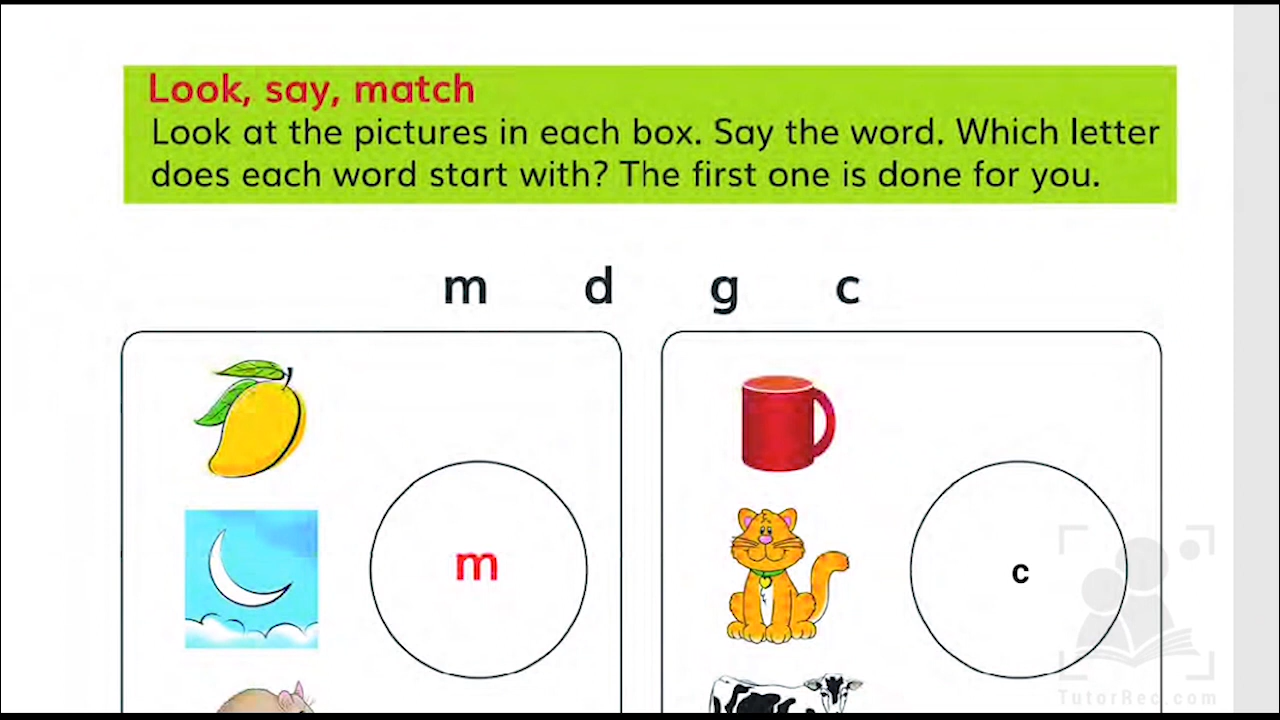 Look, say, match
Look at the pictures in each box. Say the word. Which letter
does each word start with? The first one is done for you.
m d g c
m
c
TutorRec.com